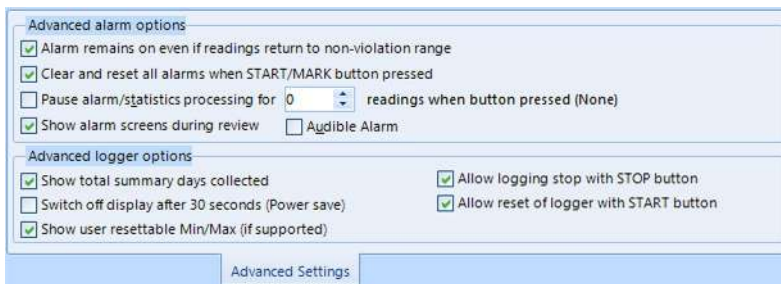 Advanced alarm options
Alarm remains on even if readings return to non-violation range
Clear and reset all alarms when START/MARK button pressed
Pause alarm/statistics processing for 0 readings when button pressed (None)
Show alarm screens during review Audible Alarm
Advanced logger options
Show total summary days collected Allow logging stop with STOP button
Switch off display after 30 seconds (Power save) Allow reset of logger with START button
Show user resettable Min/Max (if supported)
Advanced Settings